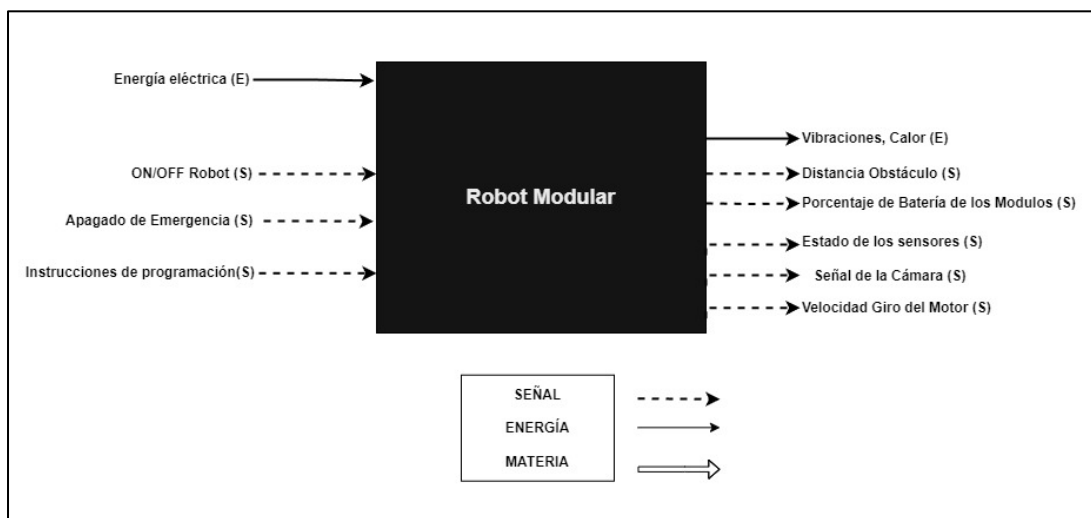 Energía eléctrica (E)
ON/OFF Robot (S)
Apagado de Emergencia (S)
Instrucciones de programación(S)
Robot Modular
Vibraciones, Calor (E)
Distancia Obstáculo (S)
Porcentaje de Batería de los Modulos (S)
Estado de los sensores (S)
Señal de la Cámara (S)
Velocidad Giro del Motor (S)
SEÑAL
ENERGÍA
MATERIA